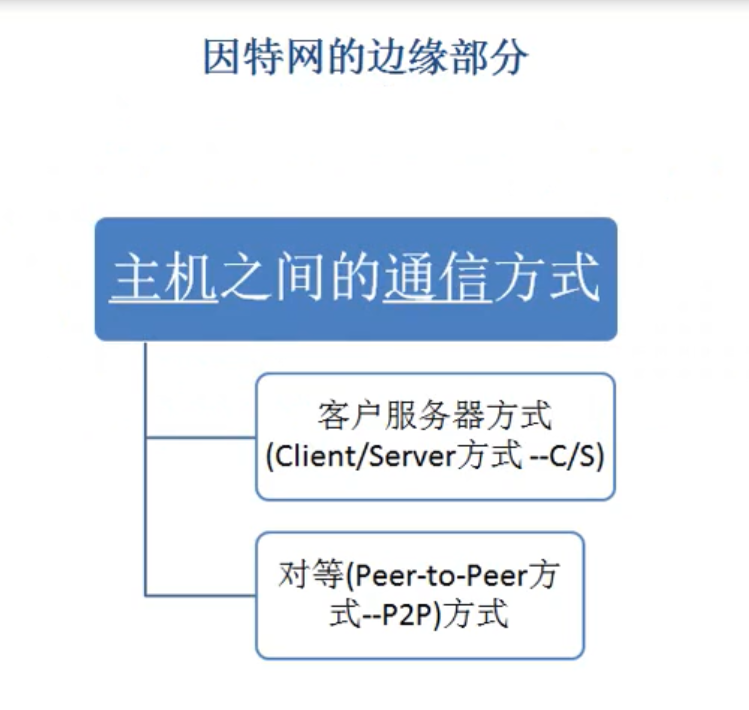 因特网的边缘部分
主机之间的通信方式
客户服务器方式
(Client/Server方式 --C/S)
对等(Peer-to-Peer方
式--P2P)方式